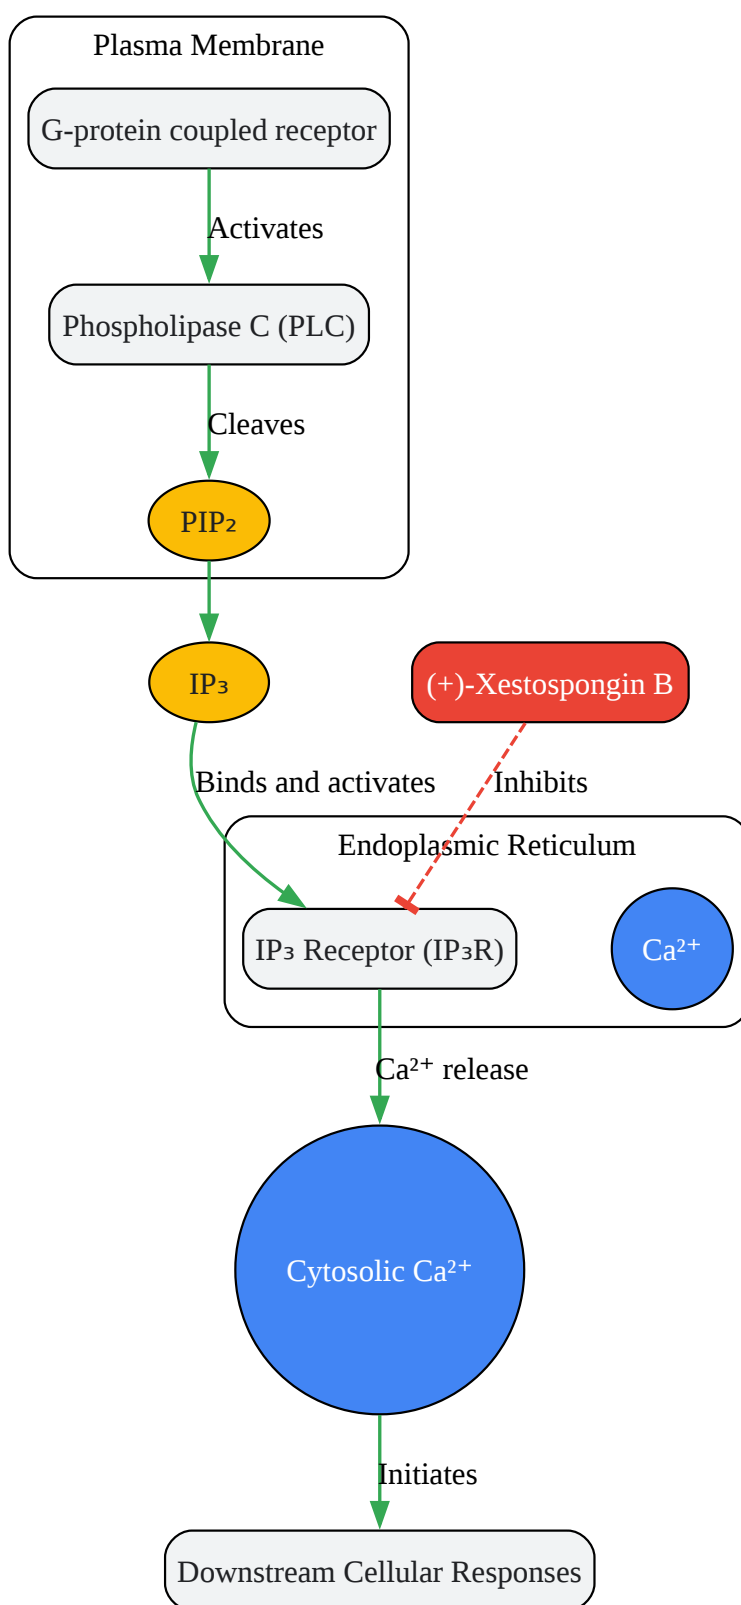 Plasma Membrane
G-protein coupled receptor
Activates
Phospholipase C (PLC)
Cleaves
PIP₂
IP₃
(+)-Xestospongin B
Binds and activates
Inhibits
Endoplasmic Reticulum
IP₃ Receptor (IP₃R)
Ca²⁺
Ca²⁺ release
Cytosolic Ca²⁺
Initiates
Downstream Cellular Responses